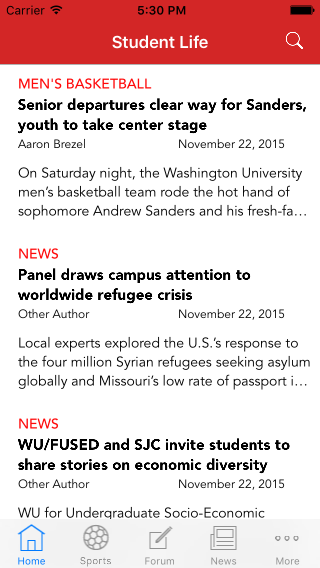 Carrier 5:30 PM
Student Life
MEN'S BASKETBALL
Senior departures clear way for Sanders,
youth to take center stage
Aaron Brezel November 22, 2015
On Saturday night, the Washington University
men's basketball team rode the hot hand of
sophomore Andrew Sanders and his fresh-fa...
NEWS
Panel draws campus attention to
worldwide refugee crisis
Other Author November 22, 2015
Local experts explored the U.S.'s response to
the four million Syrian refugees seeking asylum
globally and Missouri's low rate of passport i...
NEWS
WU/FUSED and SJC invite students to
share stories on economic diversity
Other Author November 22, 2015
WU for Undergraduate Socio-Economic
Home Sports Forum News More